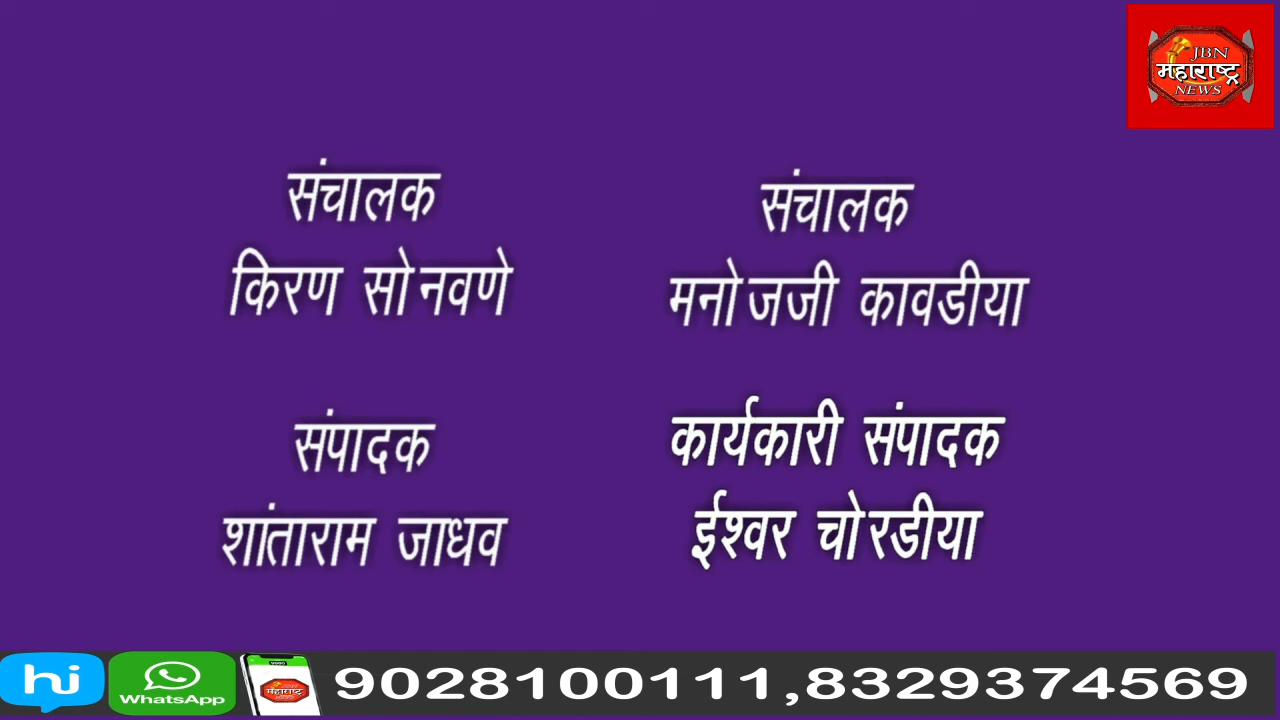 JBN
महाराष्ट्र
NEWS
संचालक
किरण सोनवणे
संचालक
मनोजजी कावडीया
संपादक
शांताराम जाधव
कार्यकारी संपादक
ईश्वर चोरडीया
hi
WhatsApp
महाराष्ट्र
9028100111,8329374569